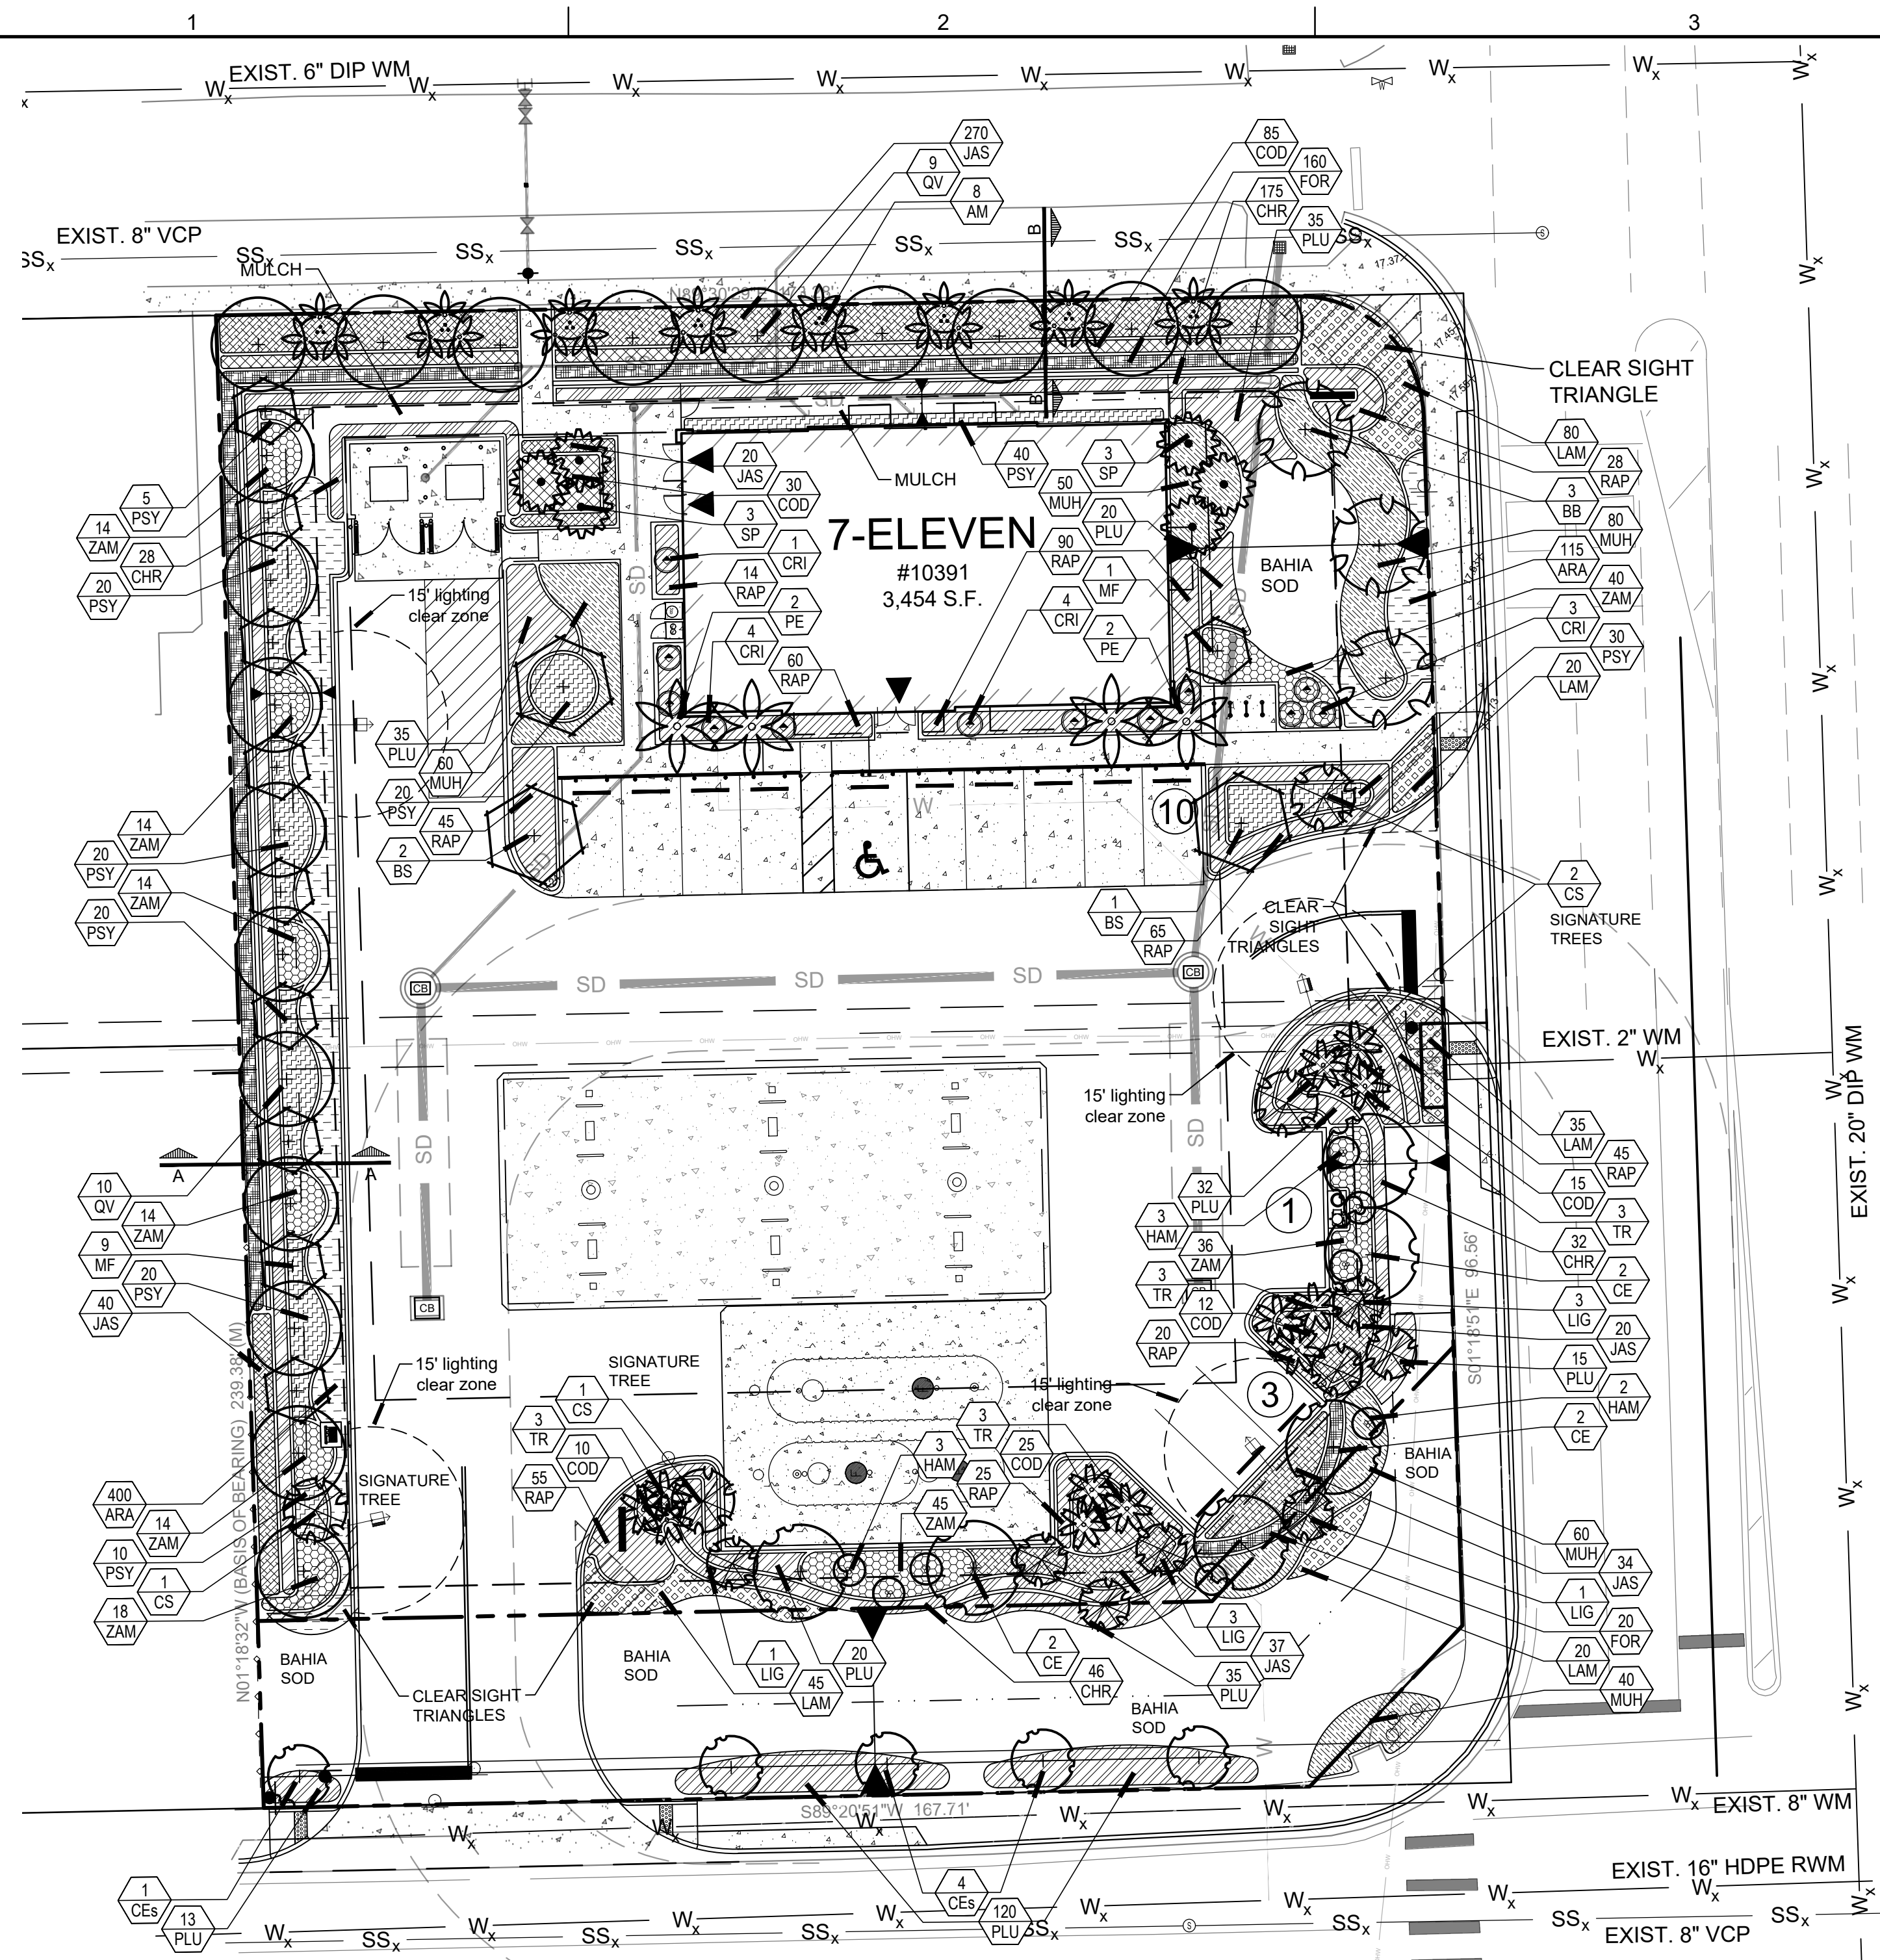 1
2
3
EXIST. 6" DIP WM
EXIST. 8" VCP
MULCH
270
JAS
9
QV
8
AM
85
COD
160
FOR
175
CHR
35
PLU
B
B
17.37
17.45
CLEAR SIGHT
TRIANGLE
5
PSY
14
ZAM
28
CHR
20
PSY
20
JAS
30
COD
3
SP
1
CRI
14
RAP
2
PE
4
CRI
60
RAP
MULCH
7-ELEVEN
#10391
3,454 S.F.
40
PSY
3
SP
50
MUH
20
PLU
90
RAP
1
MF
4
CRI
2
PE
BAHIA
SOD
80
LAM
28
RAP
3
BB
80
MUH
115
ARA
40
ZAM
3
CRI
30
PSY
20
LAM
15' lighting
clear zone
35
PLU
60
MUH
20
PSY
45
RAP
2
BS
14
ZAM
20
PSY
14
ZAM
20
PSY
10
1
BS
65
RAP
CLEAR
SIGHT
TRIANGLES
2
CS
SIGNATURE
TREES
CB
SD
SD
SD
CB
EXIST. 2" WM
EXIST. 20" DIP WM
15' lighting
clear zone
A
A
10
QV
14
ZAM
9
MF
20
PSY
40
JAS
CB
32
PLU
3
HAM
36
ZAM
3
TR
12
COD
20
RAP
1
3
35
LAM
45
RAP
15
COD
3
TR
32
CHR
2
CE
3
LIG
20
JAS
15
PLU
2
HAM
2
CE
S01°18'51"E 96.56'
N01°18'32"W (BASIS OF BEARING) 239.38'(M)
15' lighting
clear zone
SIGNATURE
TREE
1
CS
3
TR
10
COD
55
RAP
15' lighting
clear zone
3
TR
25
COD
3
HAM
25
RAP
45
ZAM
BAHIA
SOD
SIGNATURE
TREE
400
ARA
14
ZAM
10
PSY
1
CS
18
ZAM
60
MUH
34
JAS
1
LIG
20
FOR
20
LAM
40
MUH
BAHIA
SOD
CLEAR SIGHT
TRIANGLES
BAHIA
SOD
1
LIG
45
LAM
20
PLU
2
CE
46
CHR
3
LIG
37
JAS
35
PLU
BAHIA
SOD
S89°20'51"W 167.71'
EXIST. 8" WM
1
CEs
13
PLU
4
CEs
120
PLU
EXIST. 16" HDPE RWM
EXIST. 8" VCP